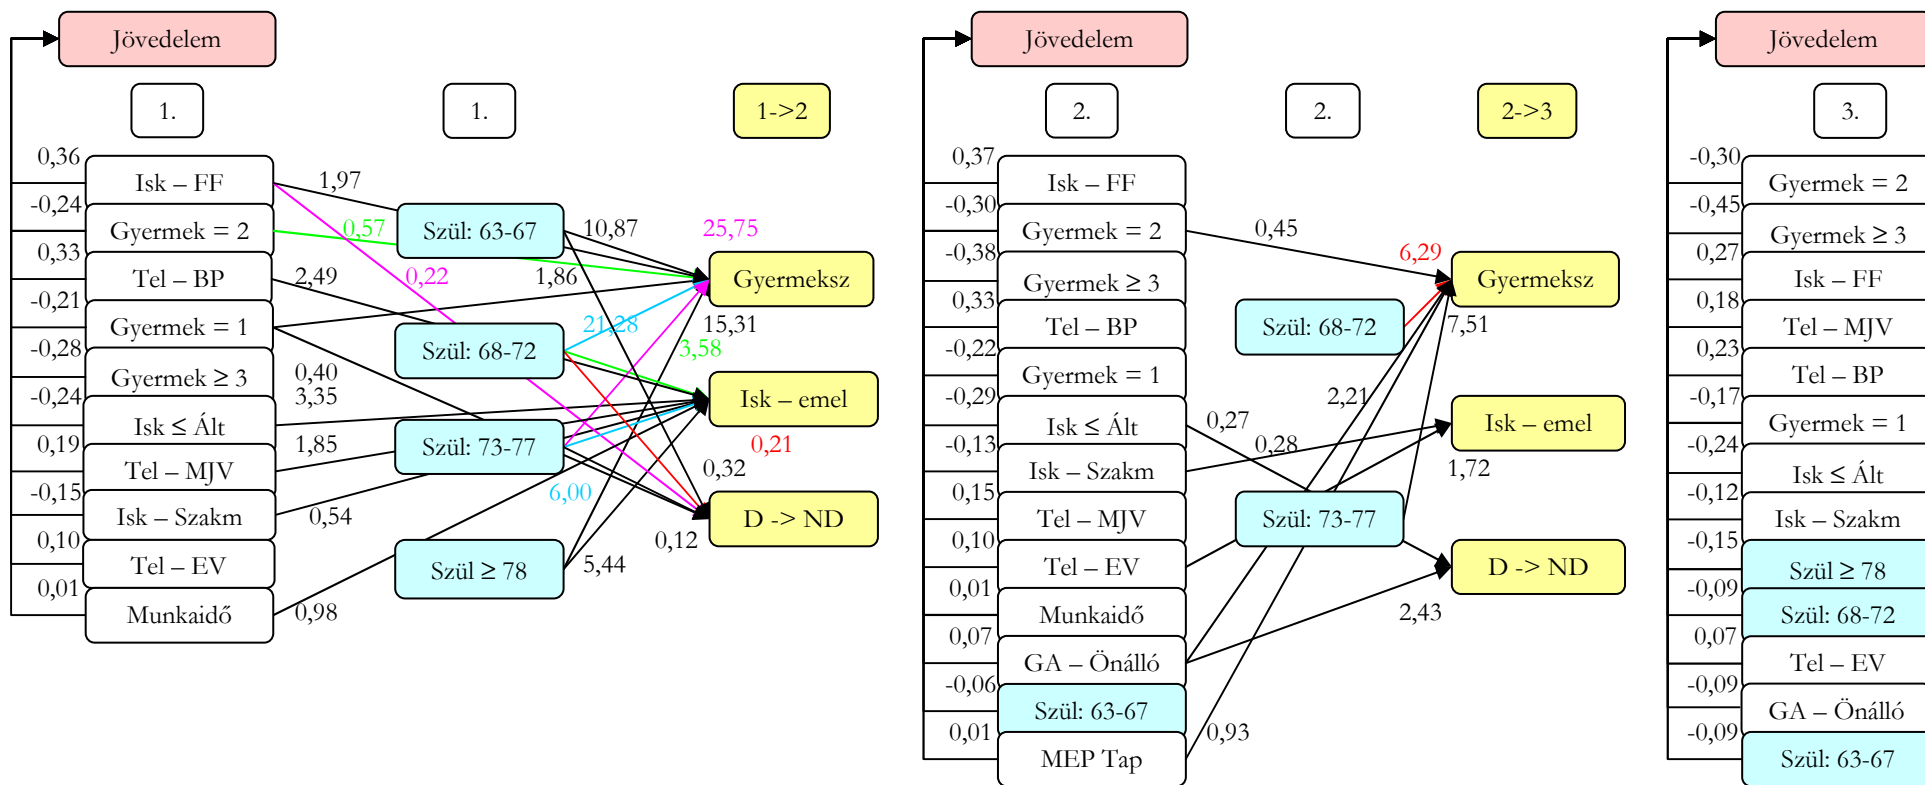 Jövedelem
1.
1.
1->2
0,36
Isk – FF
-0,24
Gyermek = 2
0,33
Tel – BP
-0,21
Gyermek = 1
-0,28
Gyermek ≥ 3
-0,24
Isk ≤ Ált
0,19
Tel – MJV
-0,15
Isk – Szakm
0,10
Tel – EV
0,01
Munkaidő
1,97
0,57
2,49
0,22
0,40
3,35
1,85
0,54
0,98
Szül: 63-67
Szül: 68-72
Szül: 73-77
Szül ≥ 78
10,87
1,86
25,75
21,28
15,31
3,58
0,21
0,32
6,00
0,12
5,44
Gyermeksz
Isk – emel
D -> ND
Jövedelem
2.
2.
2->3
0,37
Isk – FF
-0,30
Gyermek = 2
-0,38
Gyermek ≥ 3
0,33
Tel – BP
-0,22
Gyermek = 1
-0,29
Isk ≤ Ált
-0,13
Isk – Szakm
0,15
Tel – MJV
0,10
Tel – EV
0,01
Munkaidő
0,07
GA – Önálló
-0,06
Szül: 63-67
0,01
MEP Tap
0,45
6,29
7,51
2,21
0,27
0,28
1,72
2,43
0,93
Szül: 68-72
Szül: 73-77
Gyermeksz
Isk – emel
D -> ND
Jövedelem
3.
-0,30
Gyermek = 2
-0,45
Gyermek ≥ 3
0,27
Isk – FF
0,18
Tel – MJV
0,23
Tel – BP
-0,17
Gyermek = 1
-0,24
Isk ≤ Ált
-0,12
Isk – Szakm
-0,15
Szül ≥ 78
-0,09
Szül: 68-72
0,07
Tel – EV
-0,09
GA – Önálló
-0,09
Szül: 63-67